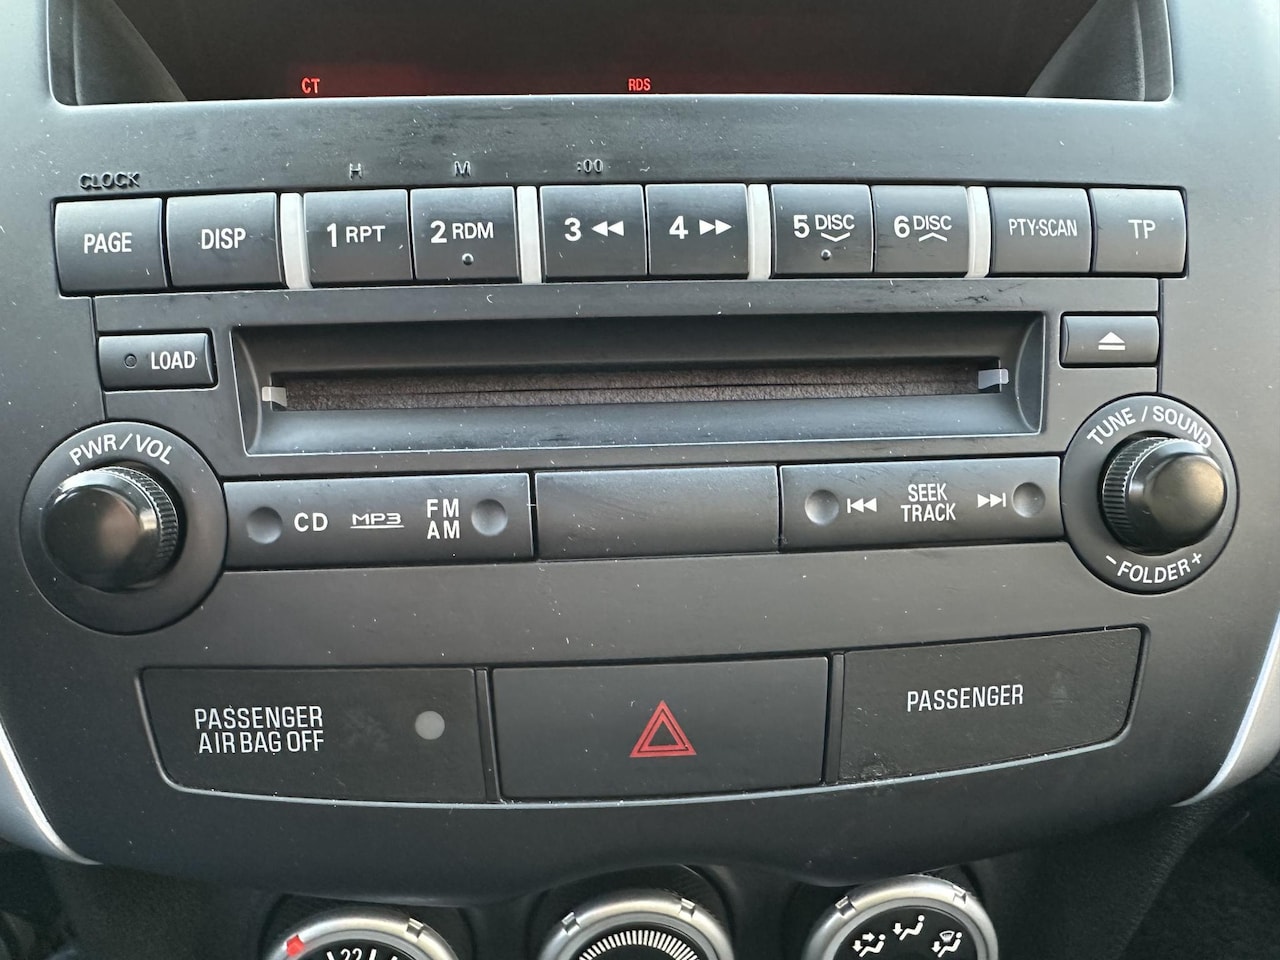 CT RDS
CLOCK H M :00
PAGE DISP 1 RPT 2 RDM 3 4 5 DISC 6 DISC PTY·SCAN TP
LOAD
PWR/VOL
TUNE / SOUND
CD MP3 FM
AM
SEEK
TRACK
- FOLDER +
PASSENGER
AIR BAG OFF
PASSENGER
22